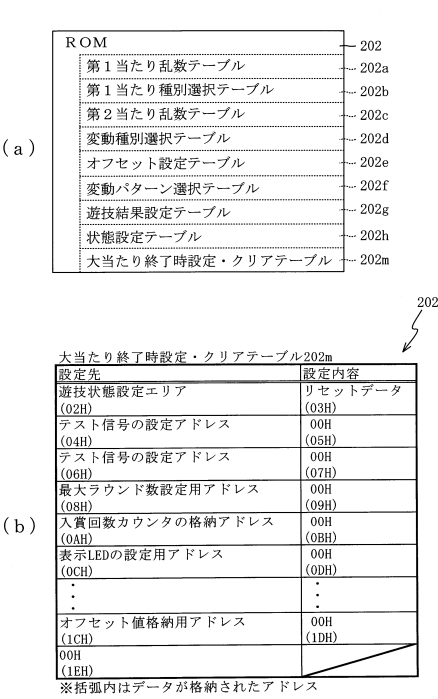 (a)
ROM 202
第１当たり乱数テーブル 202a
第１当たり種別選択テーブル 202b
第２当たり乱数テーブル 202c
変動種別選択テーブル 202d
オフセット設定テーブル 202e
変動パターン選択テーブル 202f
遊技結果設定テーブル 202g
状態設定テーブル 202h
大当たり終了時設定・クリアテーブル 202m
202
(b)
大当たり終了時設定・クリアテーブル202m
設定先 設定内容
遊技状態設定エリア リセットデータ
(02H) (03H)
テスト信号の設定アドレス 00H
(04H) (05H)
テスト信号の設定アドレス 00H
(06H) (07H)
最大ラウンド数設定用アドレス 00H
(08H) (09H)
入賞回数カウンタの格納アドレス 00H
(0AH) (0BH)
表示LEDの設定用アドレス 00H
(0CH) (0DH)
オフセット値格納用アドレス 00H
(1CH) (1DH)
00H
(1EH)
※括弧内はデータが格納されたアドレス